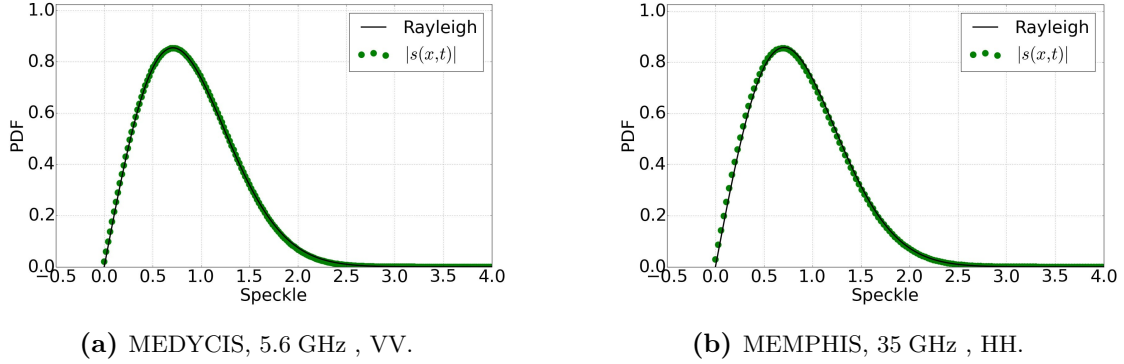 1.0
0.8
0.6
0.4
0.2
0.0
PDF
−0.5 0.0 0.5 1.0 1.5 2.0 2.5 3.0 3.5 4.0
Speckle
Rayleigh
|s(x,t)|
(a) MEDYCIS, 5.6 GHz , VV.
1.0
0.8
0.6
0.4
0.2
0.0
PDF
−0.5 0.0 0.5 1.0 1.5 2.0 2.5 3.0 3.5 4.0
Speckle
Rayleigh
|s(x,t)|
(b) MEMPHIS, 35 GHz , HH.